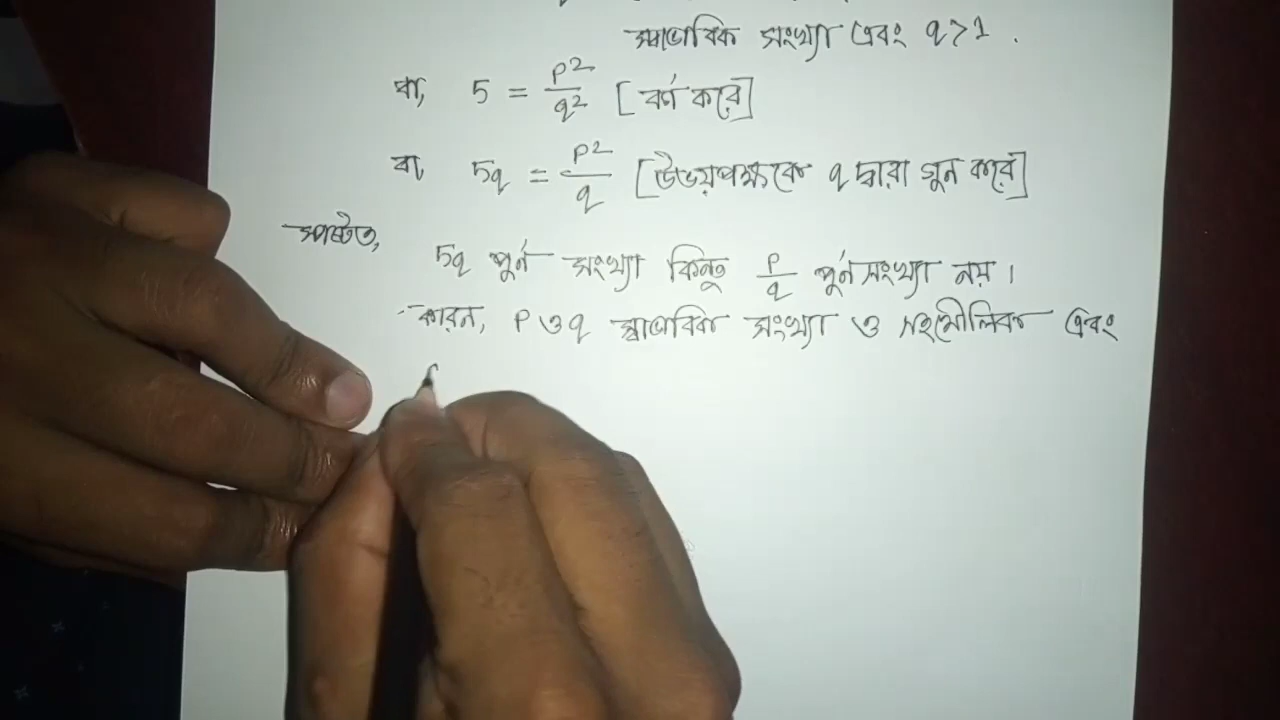 স্বাভাবিক সংখ্যা এবং q>1.
বা, 5 = p²/q² [বর্গ করে]
বা, 5q = p²/q [উভয়পক্ষকে q দ্বারা গুন করে]
স্পষ্টত,
5q পুর্ন সংখ্যা কিন্তু p/q পুর্নসংখ্যা নয়।
কারন, p ও q স্বাভাবিক সংখ্যা ও সহমৌলিক এবং